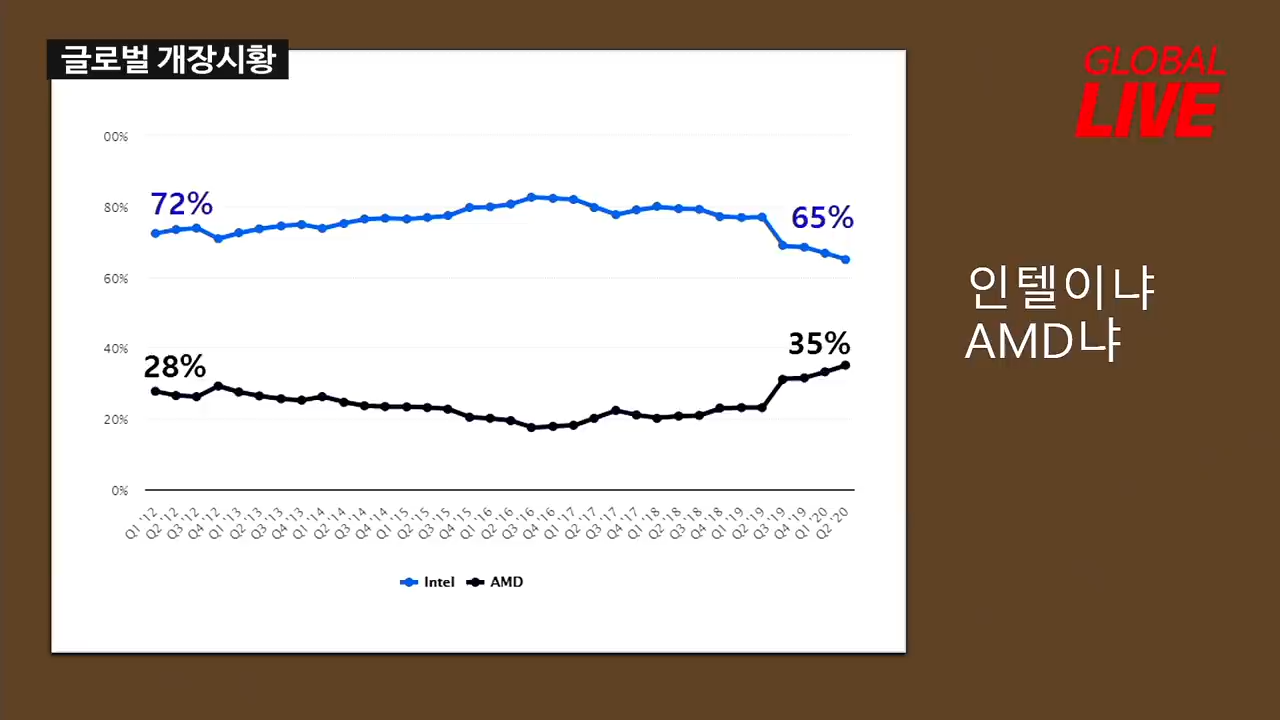 글로벌 개장시황
GLOBAL
LIVE
00%
80%
60%
40%
20%
0%
72%
65%
28%
35%
Q1 '12
Q2 '12
Q3 '12
Q4 '12
Q1 '13
Q2 '13
Q3 '13
Q4 '13
Q1 '14
Q2 '14
Q3 '14
Q4 '14
Q1 '15
Q2 '15
Q3 '15
Q4 '15
Q1 '16
Q2 '16
Q3 '16
Q4 '16
Q1 '17
Q2 '17
Q3 '17
Q4 '17
Q1 '18
Q2 '18
Q3 '18
Q4 '18
Q1 '19
Q2 '19
Q3 '19
Q4 '19
Q1 '20
Q2 '20
Intel AMD
인텔이냐
AMD냐